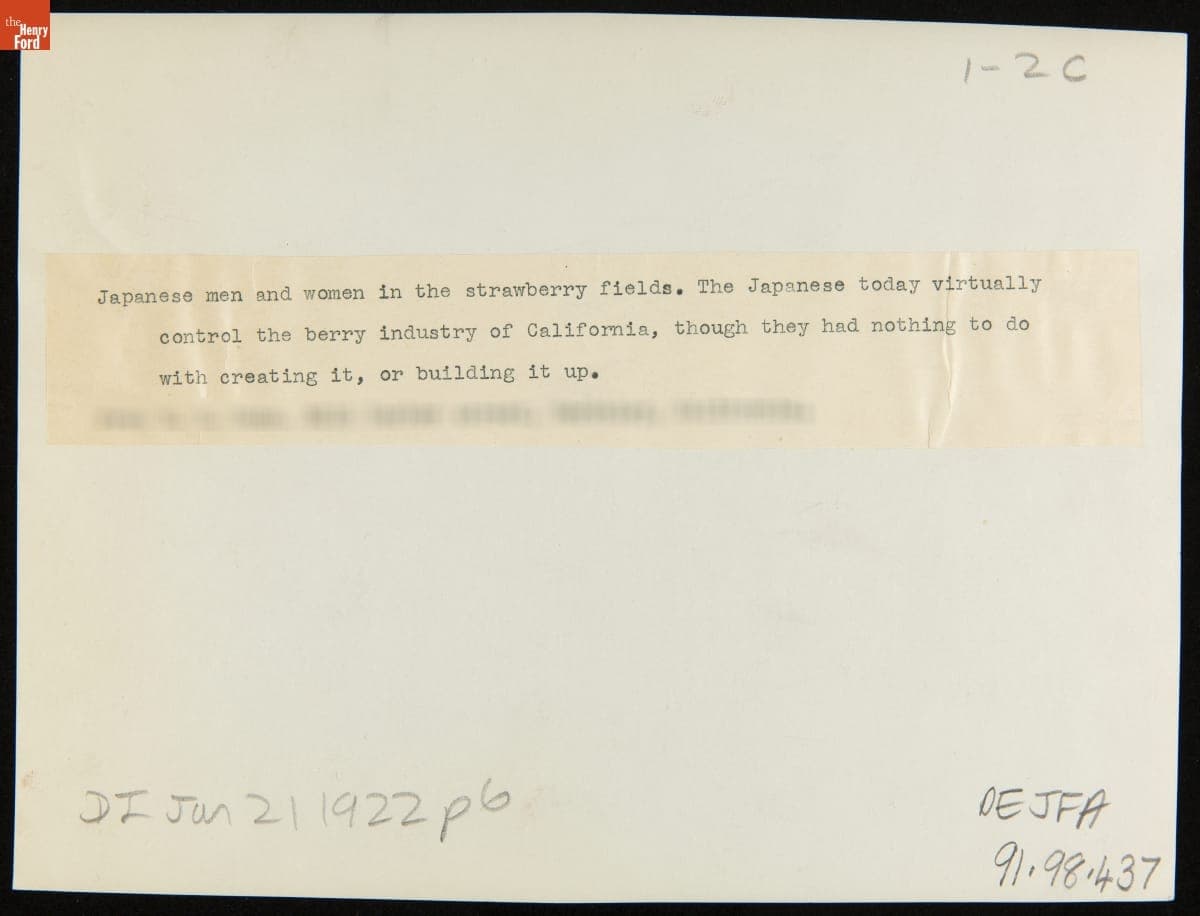 the
Henry
Ford
1-2C
Japanese men and women in the strawberry fields. The Japanese today virtually
control the berry industry of California, though they had nothing to do
with creating it, or building it up.
DI Jan 21 1922 p6
DEJFA
91.98.437